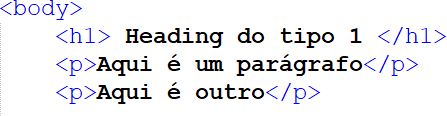 <body>
<h1> Heading do tipo 1 </h1>
<p>Aqui é um parágrafo</p>
<p>Aqui é outro</p>